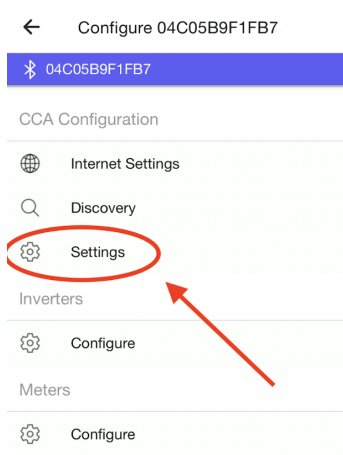 Configure 04C05B9F1FB7
04C05B9F1FB7
CCA Configuration
Internet Settings
Discovery
Settings
Inverters
Configure
Meters
Configure